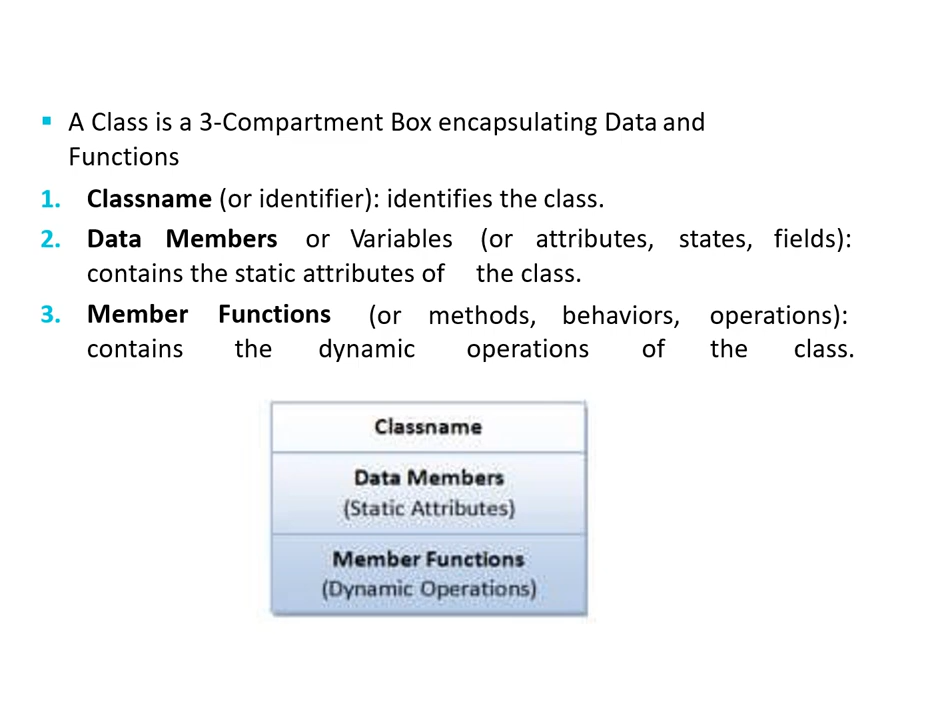 ▪ A Class is a 3-Compartment Box encapsulating Data and
Functions
1. Classname (or identifier): identifies the class.
2. Data Members or Variables (or attributes, states, fields):
contains the static attributes of the class.
3. Member Functions (or methods, behaviors, operations):
contains the dynamic operations of the class.
Classname
Data Members
(Static Attributes)
Member Functions
(Dynamic Operations)